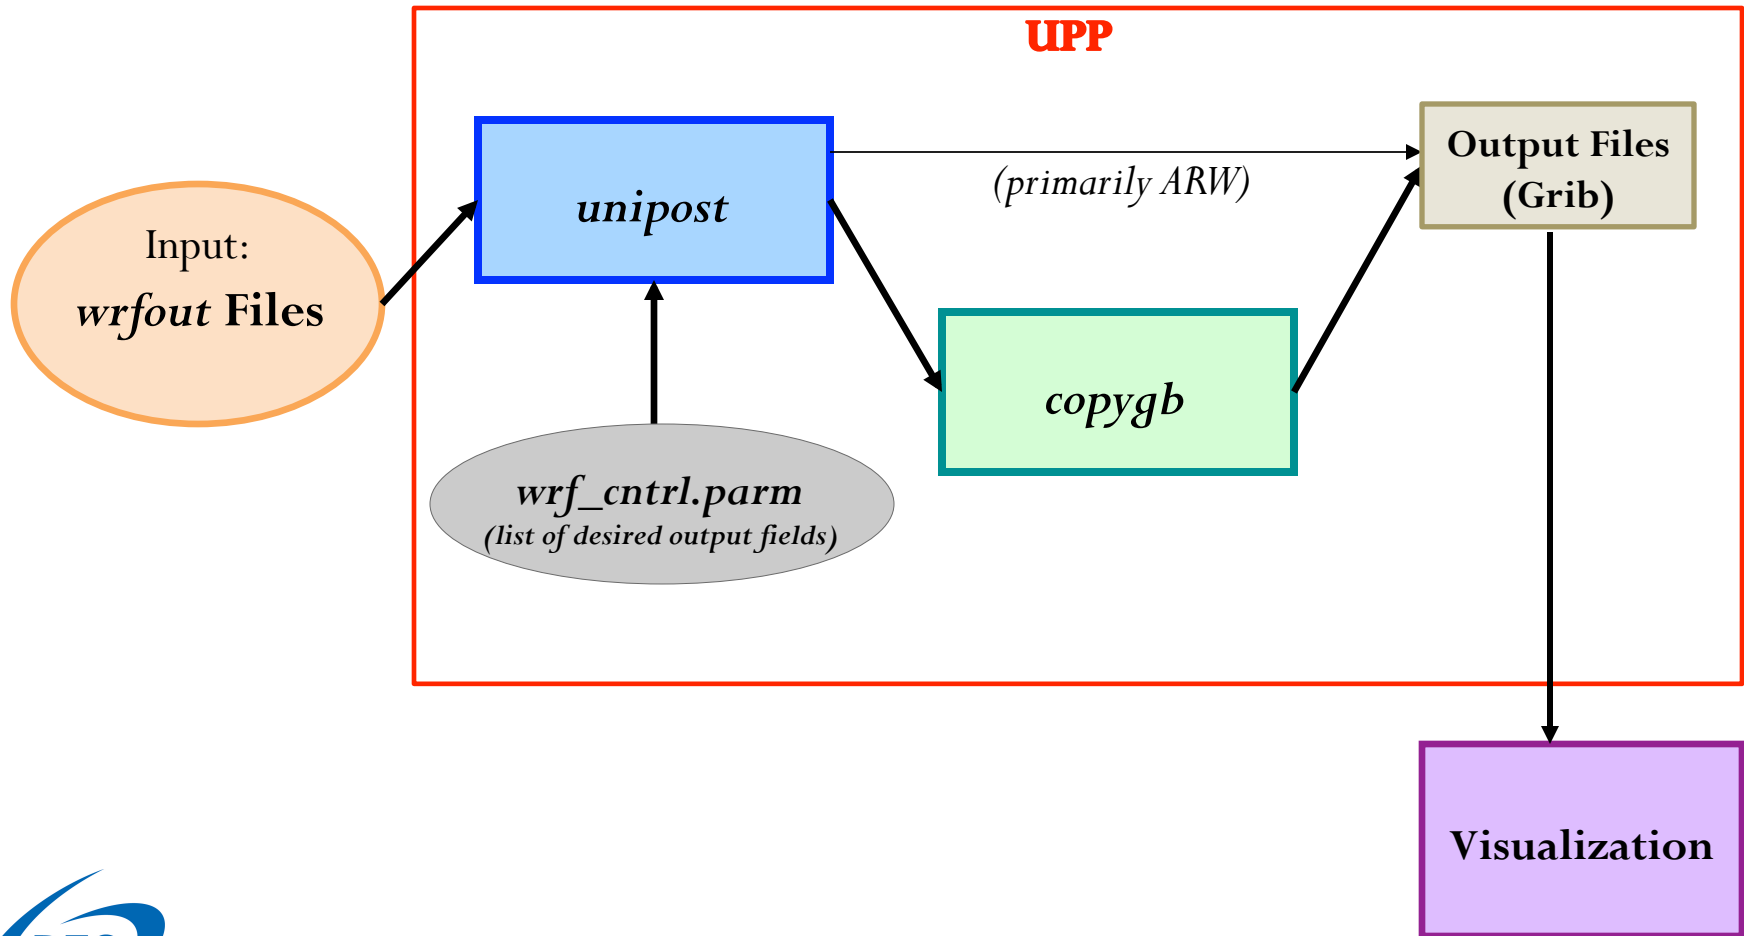 UPP
Input:
wrfout Files
unipost
(primarily ARW)
Output Files
(Grib)
copygb
wrf_cntrl.parm
(list of desired output fields)
Visualization